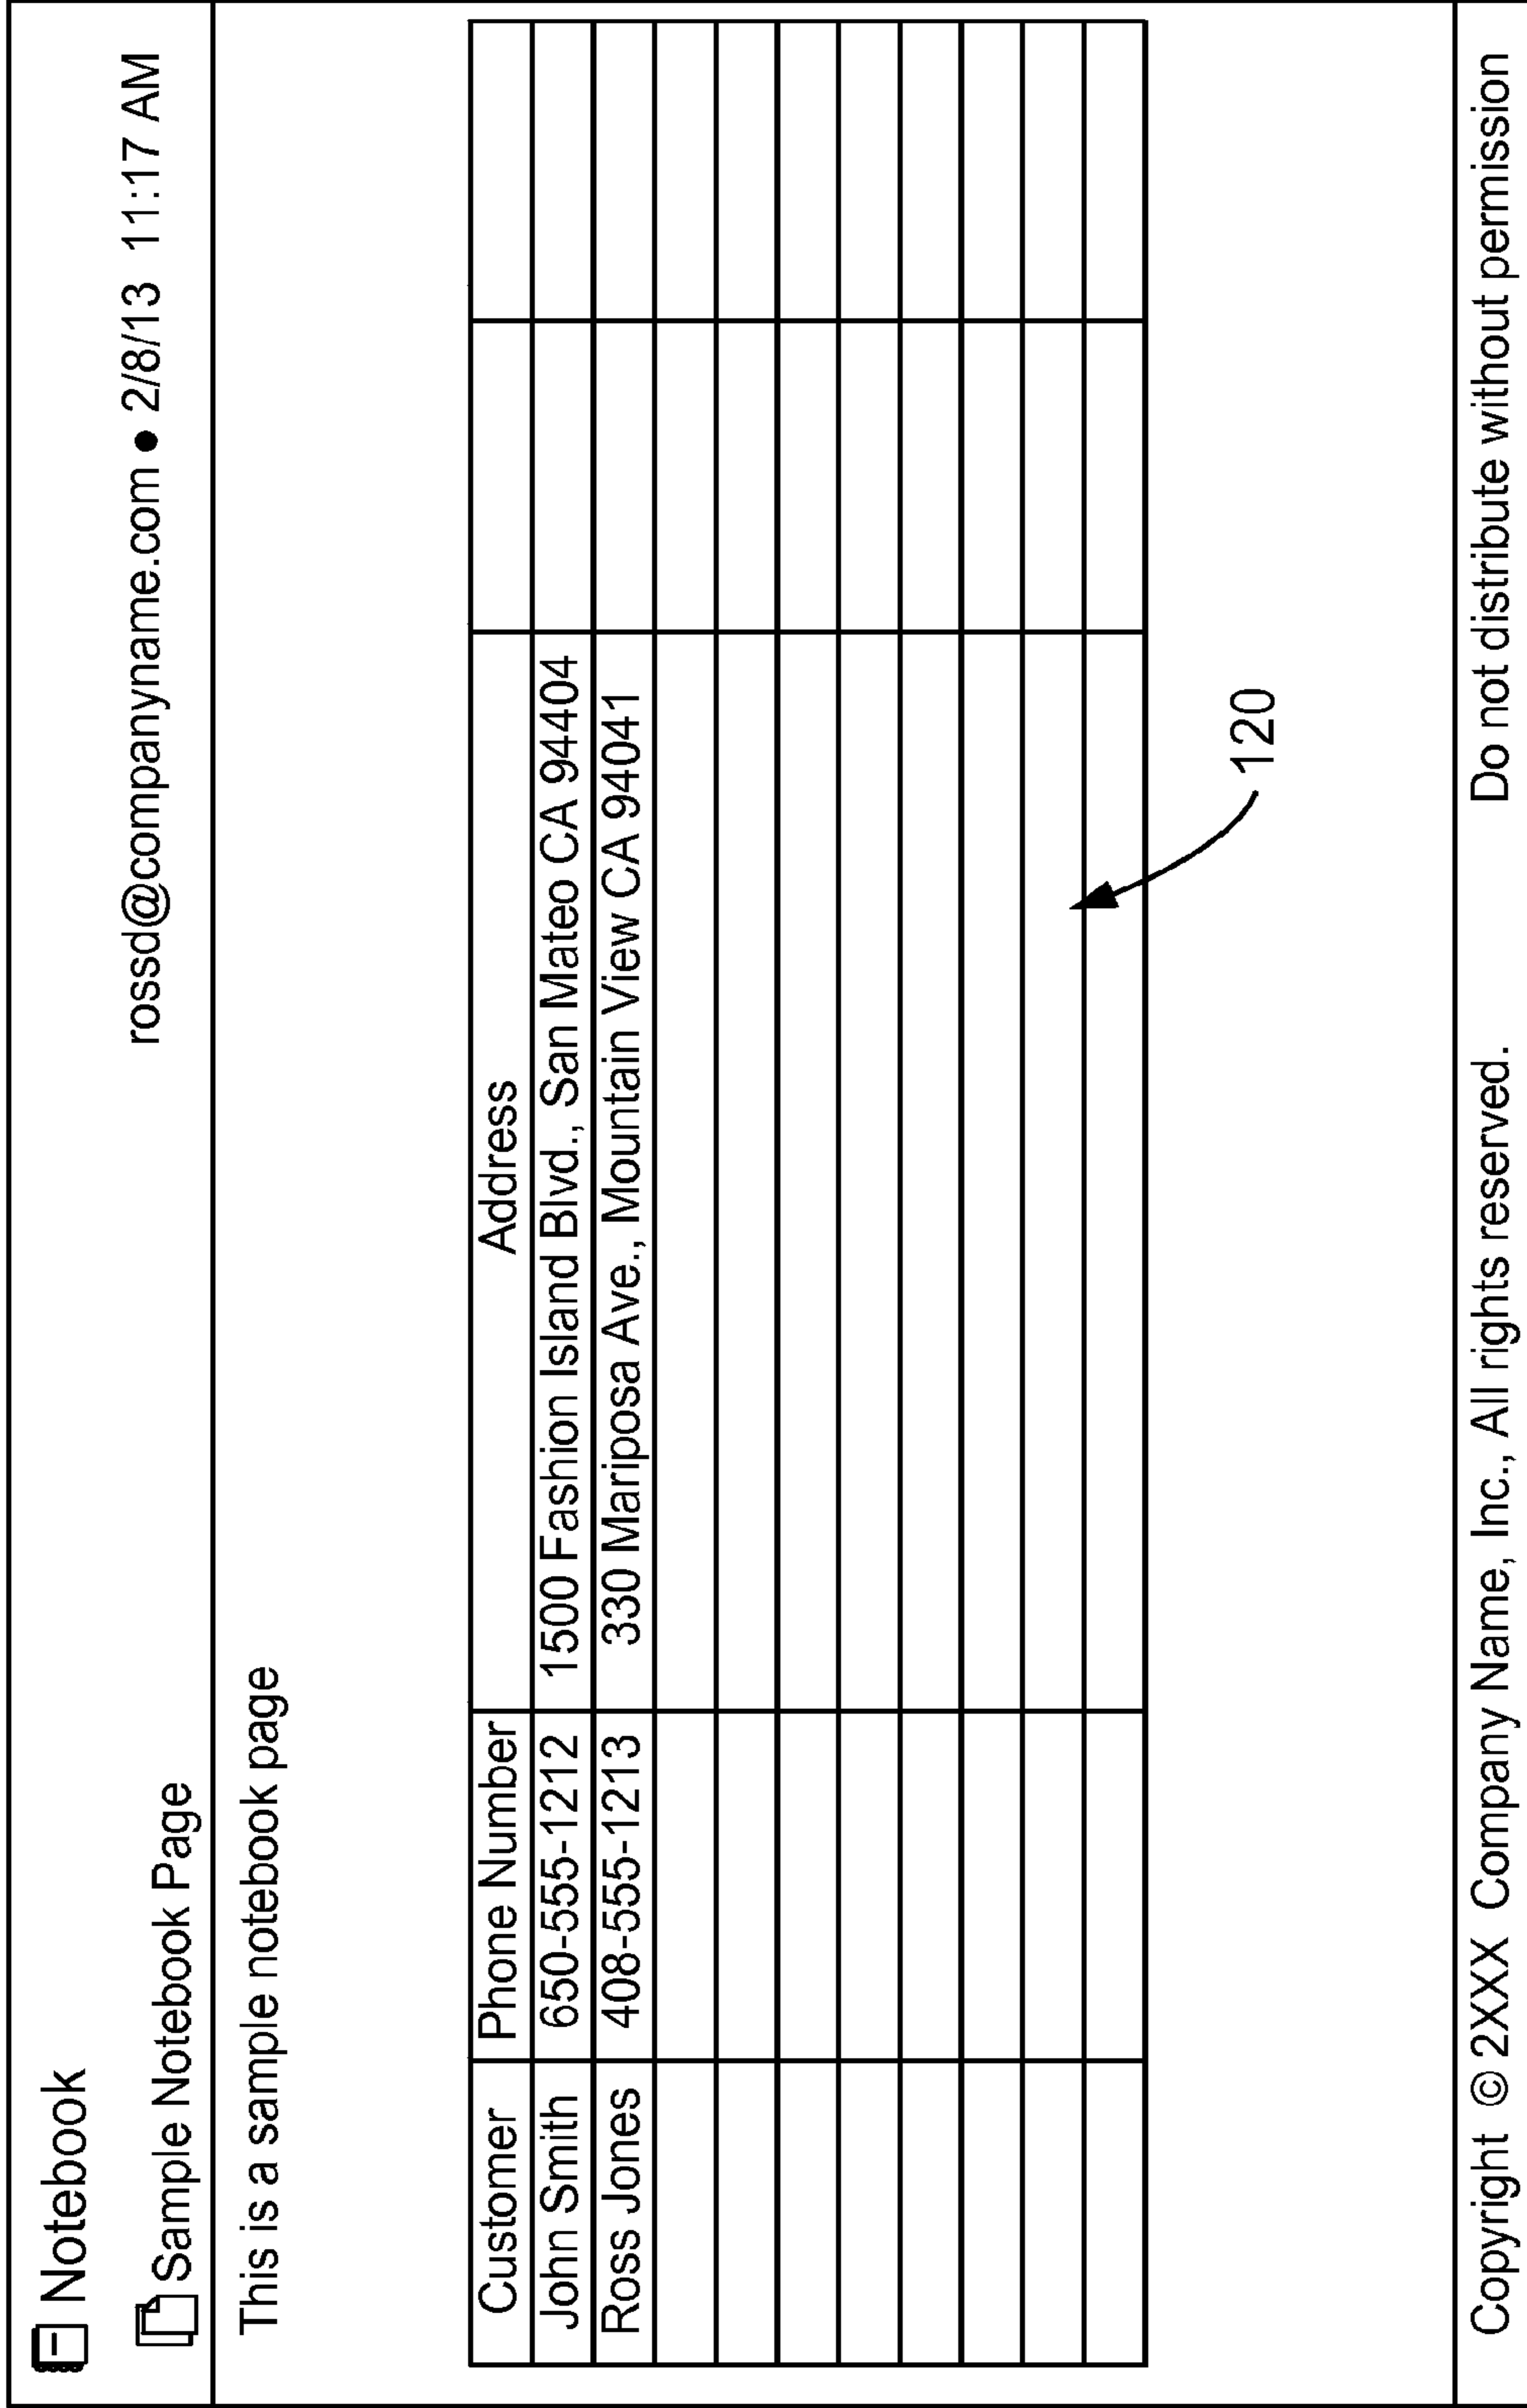 Notebook
Sample Notebook Page
rossd@companyname.com ● 2/8/13 11:17 AM
This is a sample notebook page
Customer Phone Number Address
John Smith 650-555-1212 1500 Fashion Island Blvd., San Mateo CA 94404
Ross Jones 408-555-1213 330 Mariposa Ave., Mountain View CA 94041
120
Copyright © 2XXX Company Name, Inc., All rights reserved. Do not distribute without permission